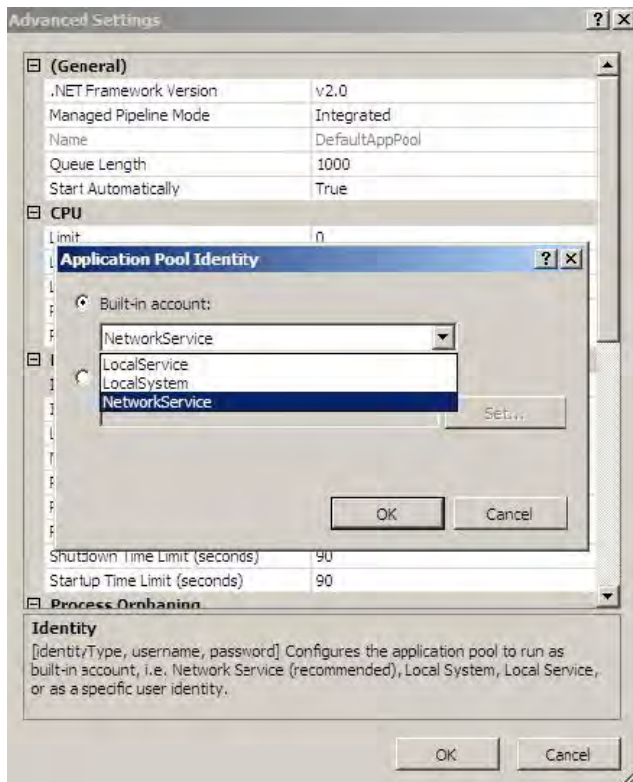 Advanced Settings
(General)
.NET Framework Version v2.0
Managed Pipeline Mode Integrated
Name DefaultAppPool
Queue Length 1000
Start Automatically True
CPU
Limit 0
Application Pool Identity
Built-in account:
NetworkService
LocalService
LocalSystem
NetworkService
Set...
OK Cancel
Shutdown Time Limit (seconds) 90
Startup Time Limit (seconds) 90
Process Orphaning
Identity
[identityType, username, password] Configures the application pool to run as
built-in account, i.e. Network Service (recommended), Local System, Local Service,
or as a specific user identity.
OK Cancel